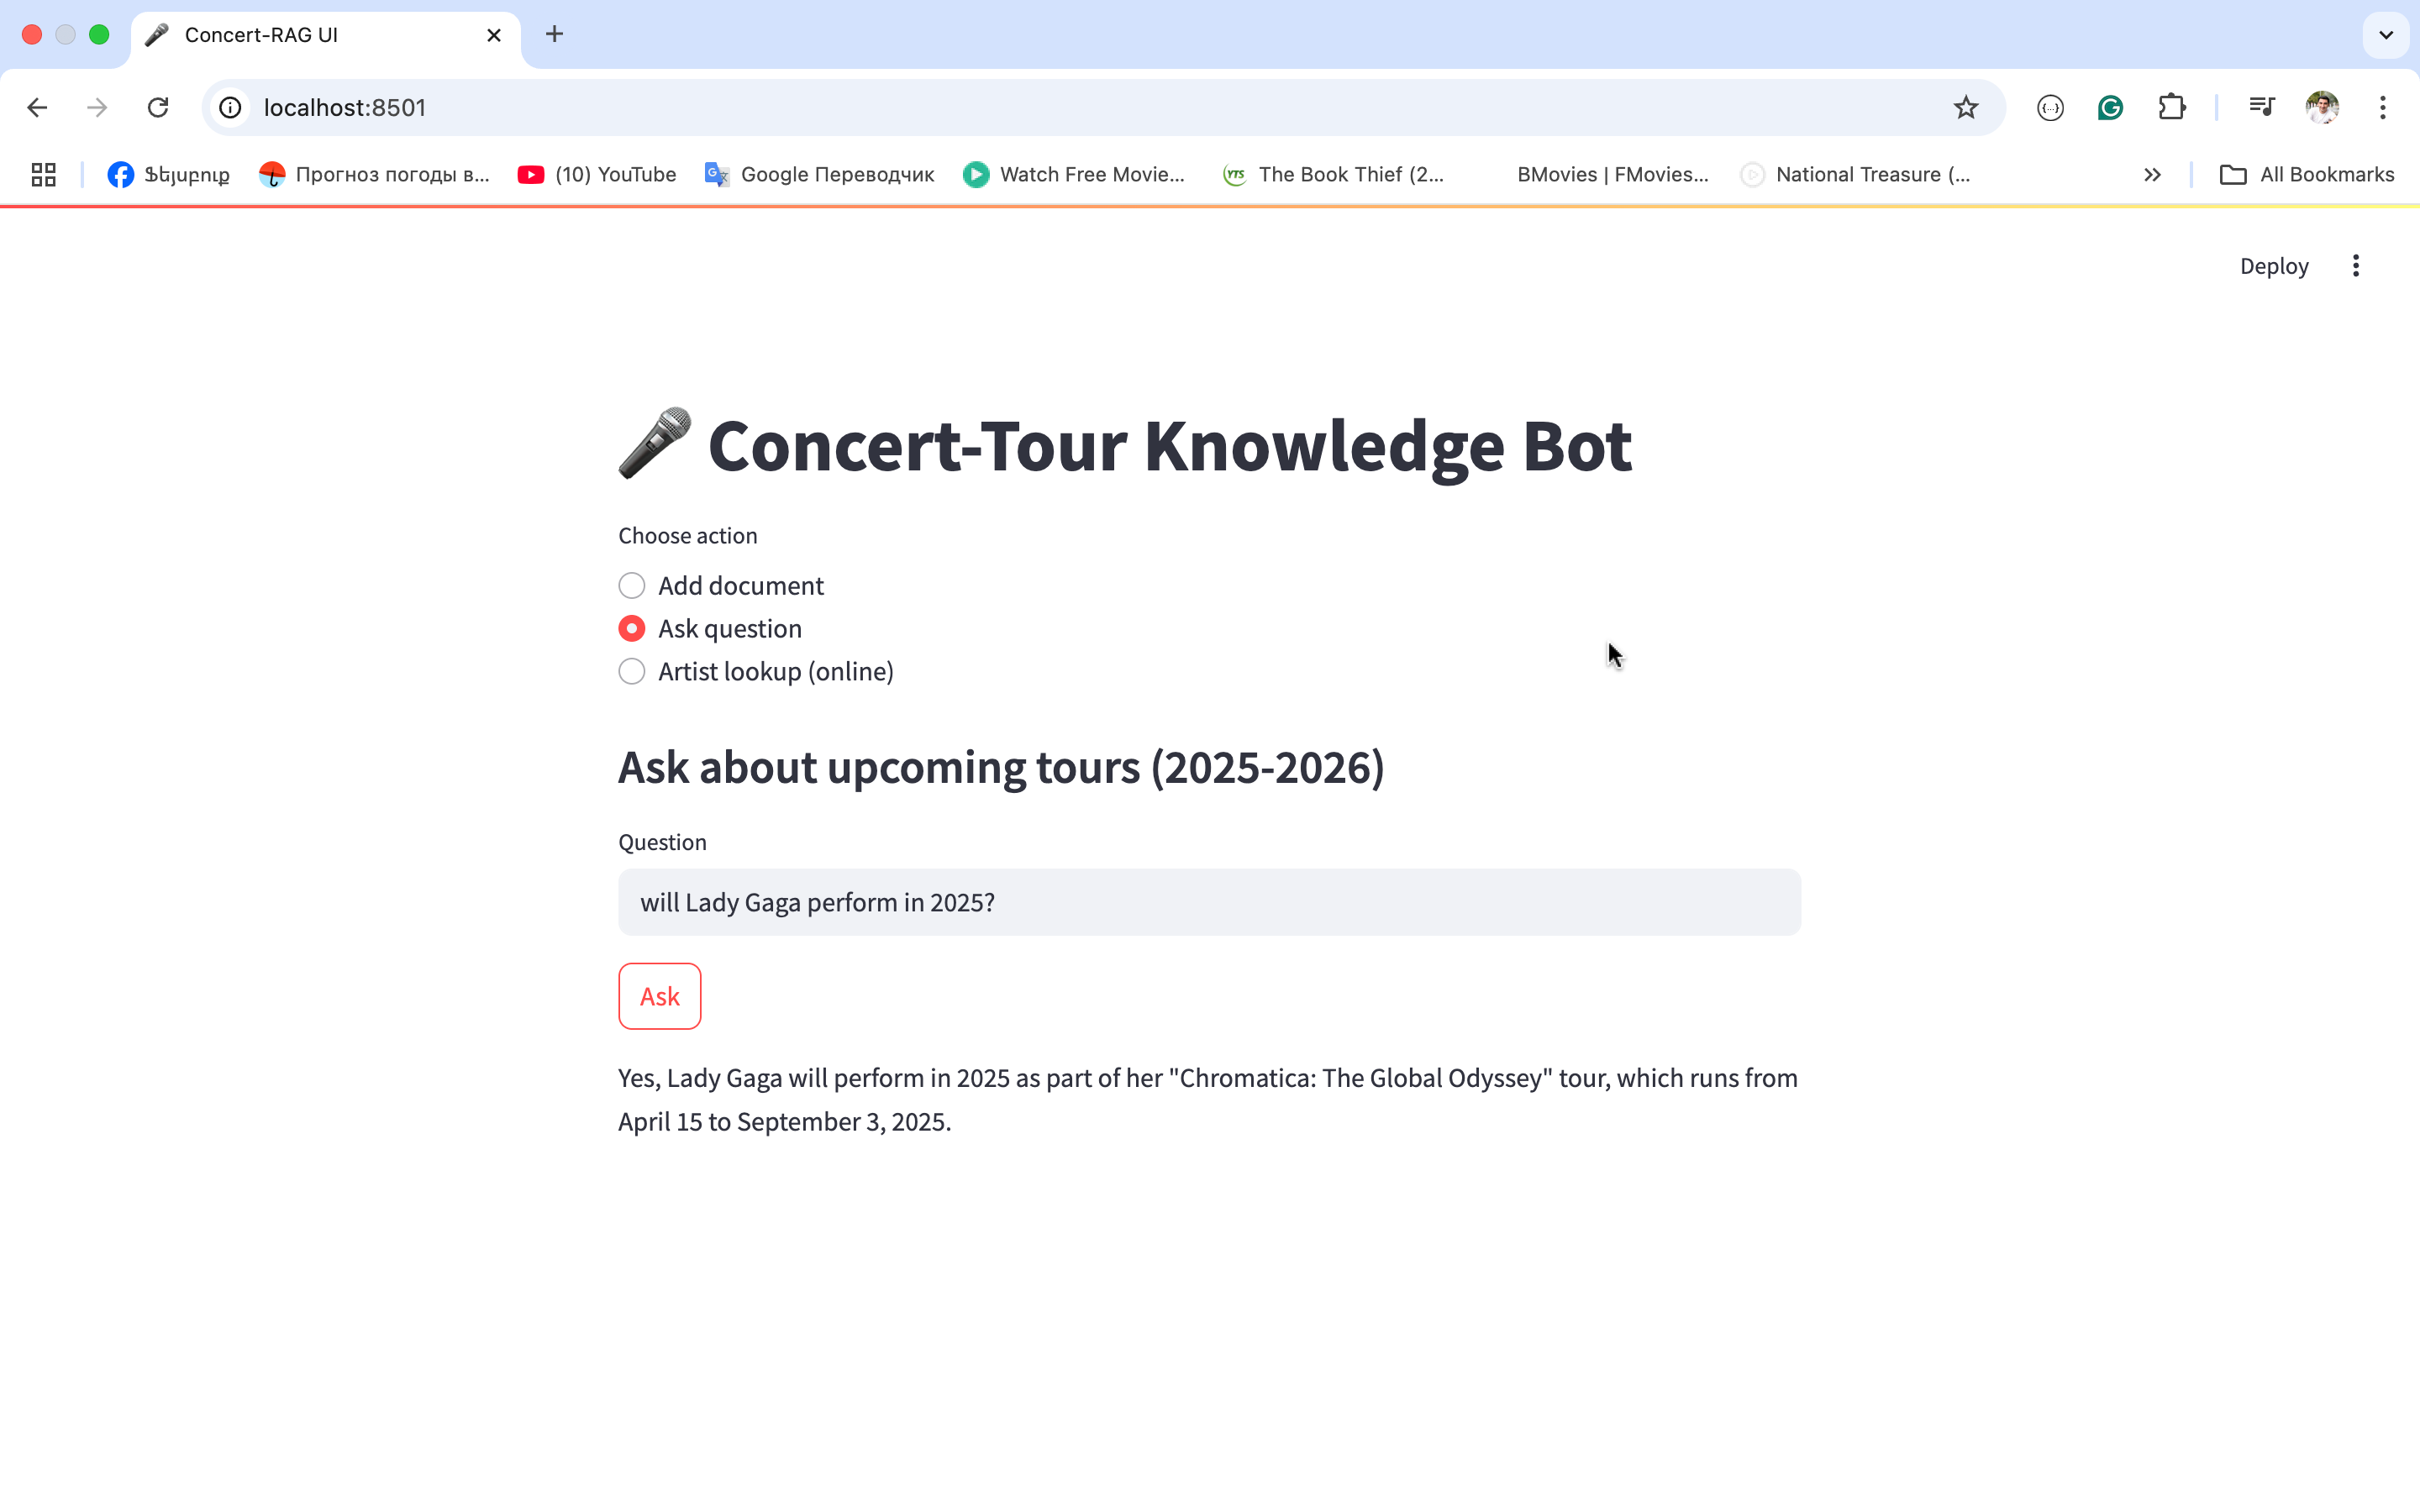 Concert-RAG UI
localhost:8501
Ֆեյսբուք
Прогноз погоды в...
(10) YouTube
Google Переводчик
Watch Free Movie...
YTS
The Book Thief (2...
BMovies | FMovies...
National Treasure (...
All Bookmarks
Deploy
Concert-Tour Knowledge Bot
Choose action
Add document
Ask question
Artist lookup (online)
Ask about upcoming tours (2025-2026)
Question
will Lady Gaga perform in 2025?
Ask
Yes, Lady Gaga will perform in 2025 as part of her "Chromatica: The Global Odyssey" tour, which runs from
April 15 to September 3, 2025.